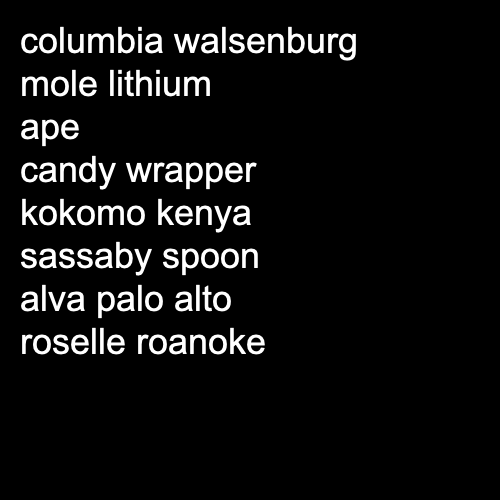 columbia walsenburg
mole lithium
ape
candy wrapper
kokomo kenya
sassaby spoon
alva palo alto
roselle roanoke